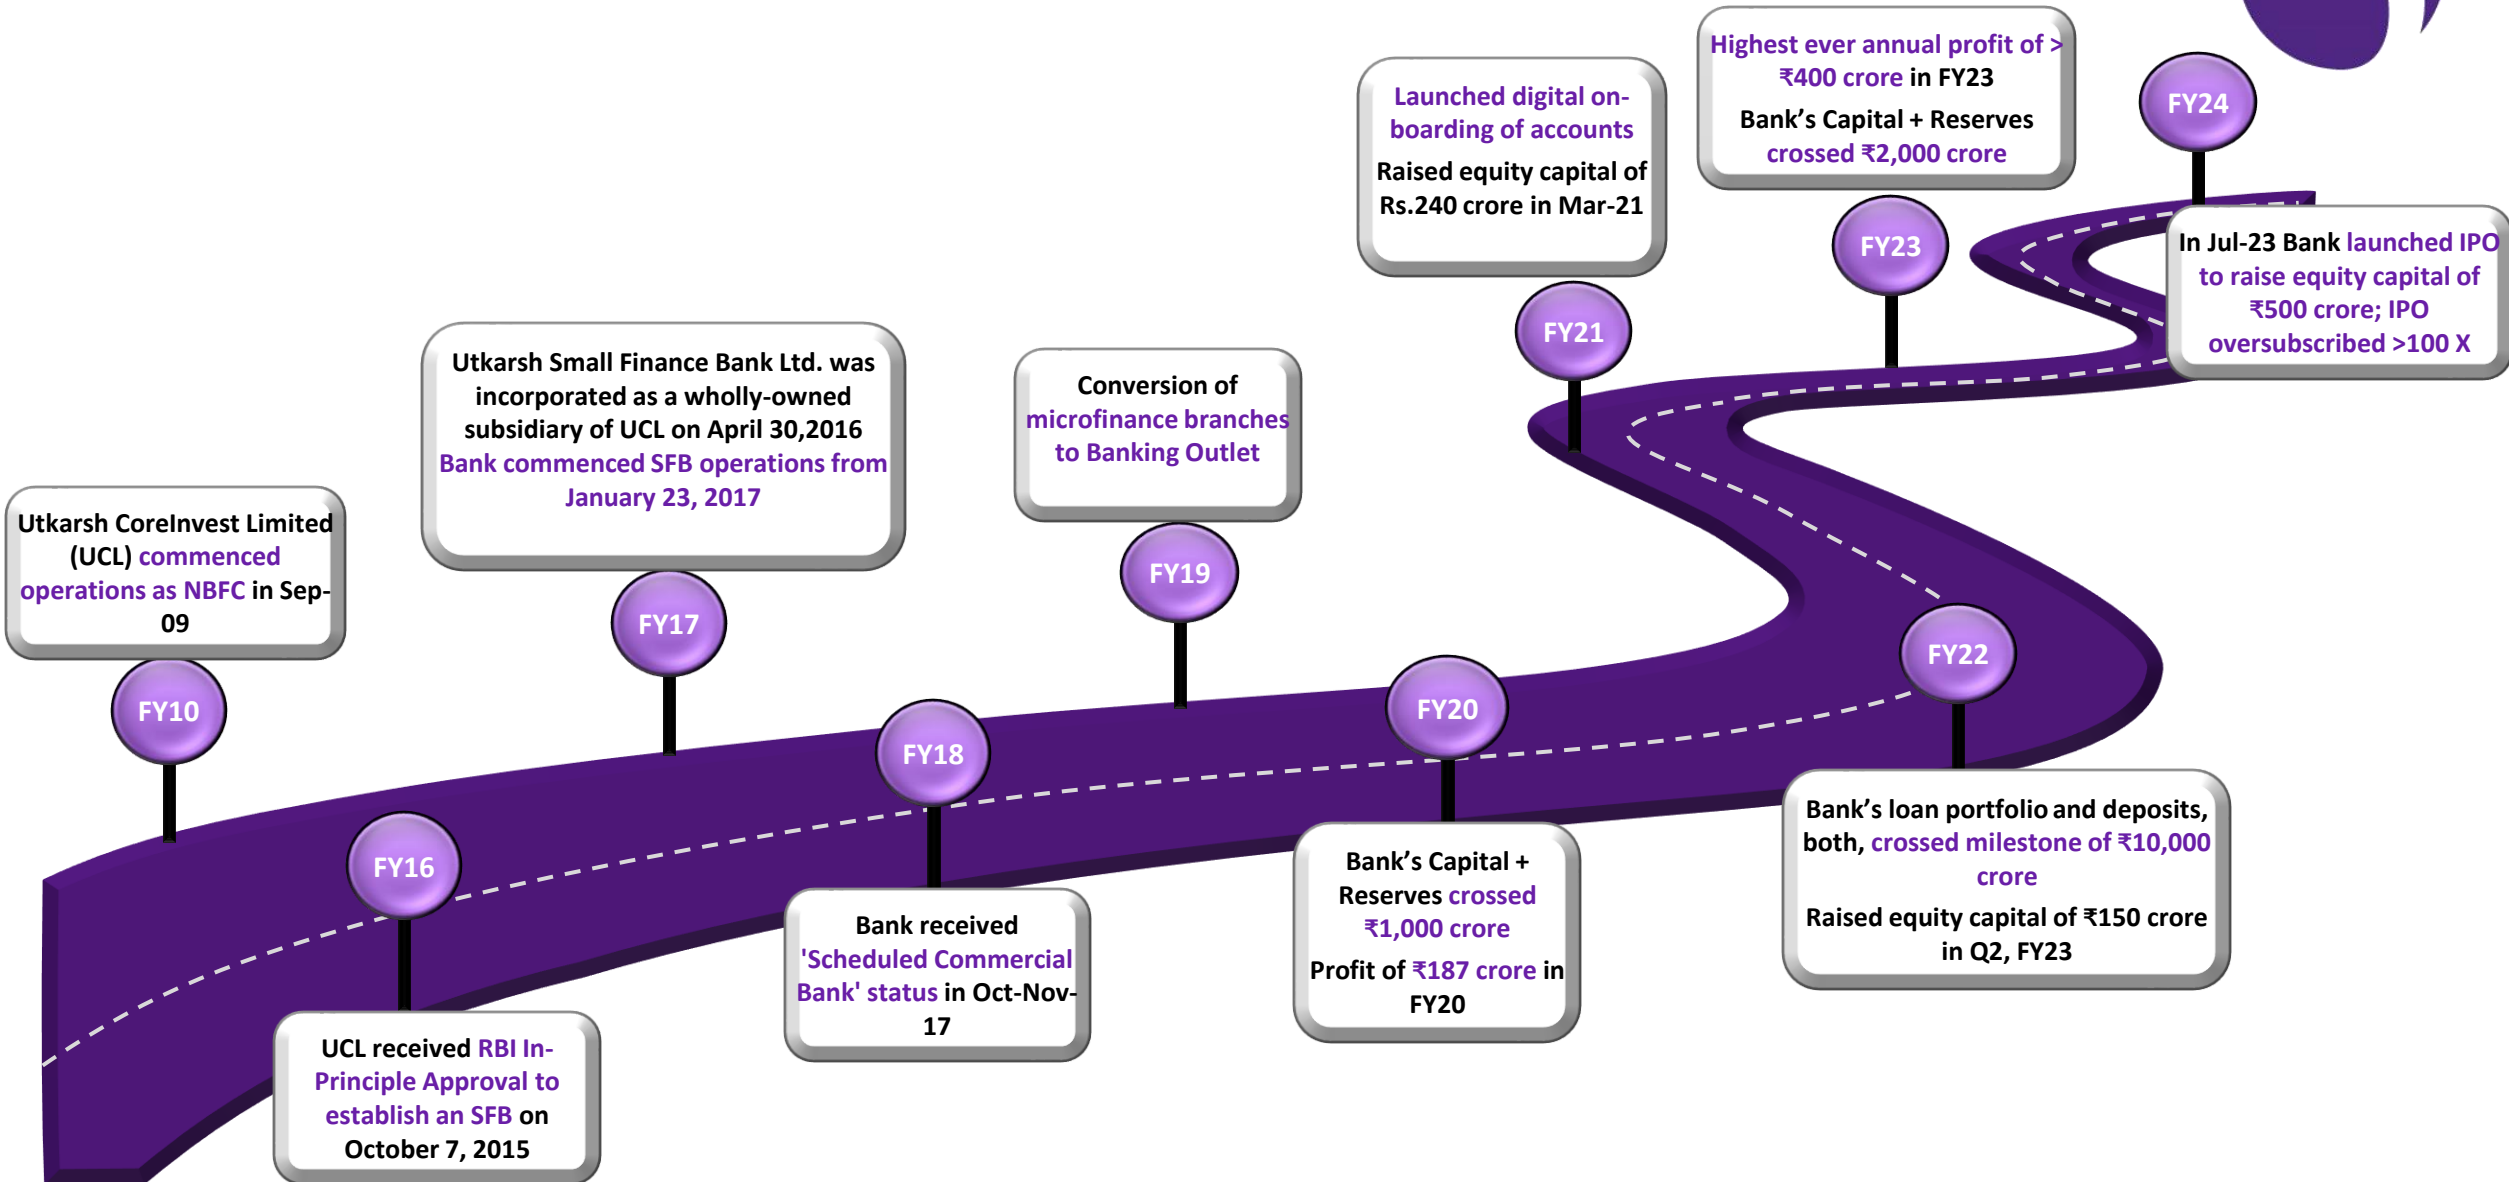 Utkarsh CoreInvest Limited
(UCL) commenced
operations as NBFC in Sep-
09
FY10
FY16
UCL received RBI In-
Principle Approval to
establish an SFB on
October 7, 2015
Utkarsh Small Finance Bank Ltd. was
incorporated as a wholly-owned
subsidiary of UCL on April 30,2016
Bank commenced SFB operations from
January 23, 2017
FY17
FY18
Bank received
'Scheduled Commercial
Bank' status in Oct-Nov-
17
Conversion of
microfinance branches
to Banking Outlet
FY19
FY20
Bank’s Capital +
Reserves crossed
₹1,000 crore
Profit of ₹187 crore in
FY20
Launched digital on-
boarding of accounts
Raised equity capital of
Rs.240 crore in Mar-21
FY21
FY22
Bank’s loan portfolio and deposits,
both, crossed milestone of ₹10,000
crore
Raised equity capital of ₹150 crore
in Q2, FY23
Highest ever annual profit of >
₹400 crore in FY23
Bank’s Capital + Reserves
crossed ₹2,000 crore
FY23
FY24
In Jul-23 Bank launched IPO
to raise equity capital of
₹500 crore; IPO
oversubscribed >100 X